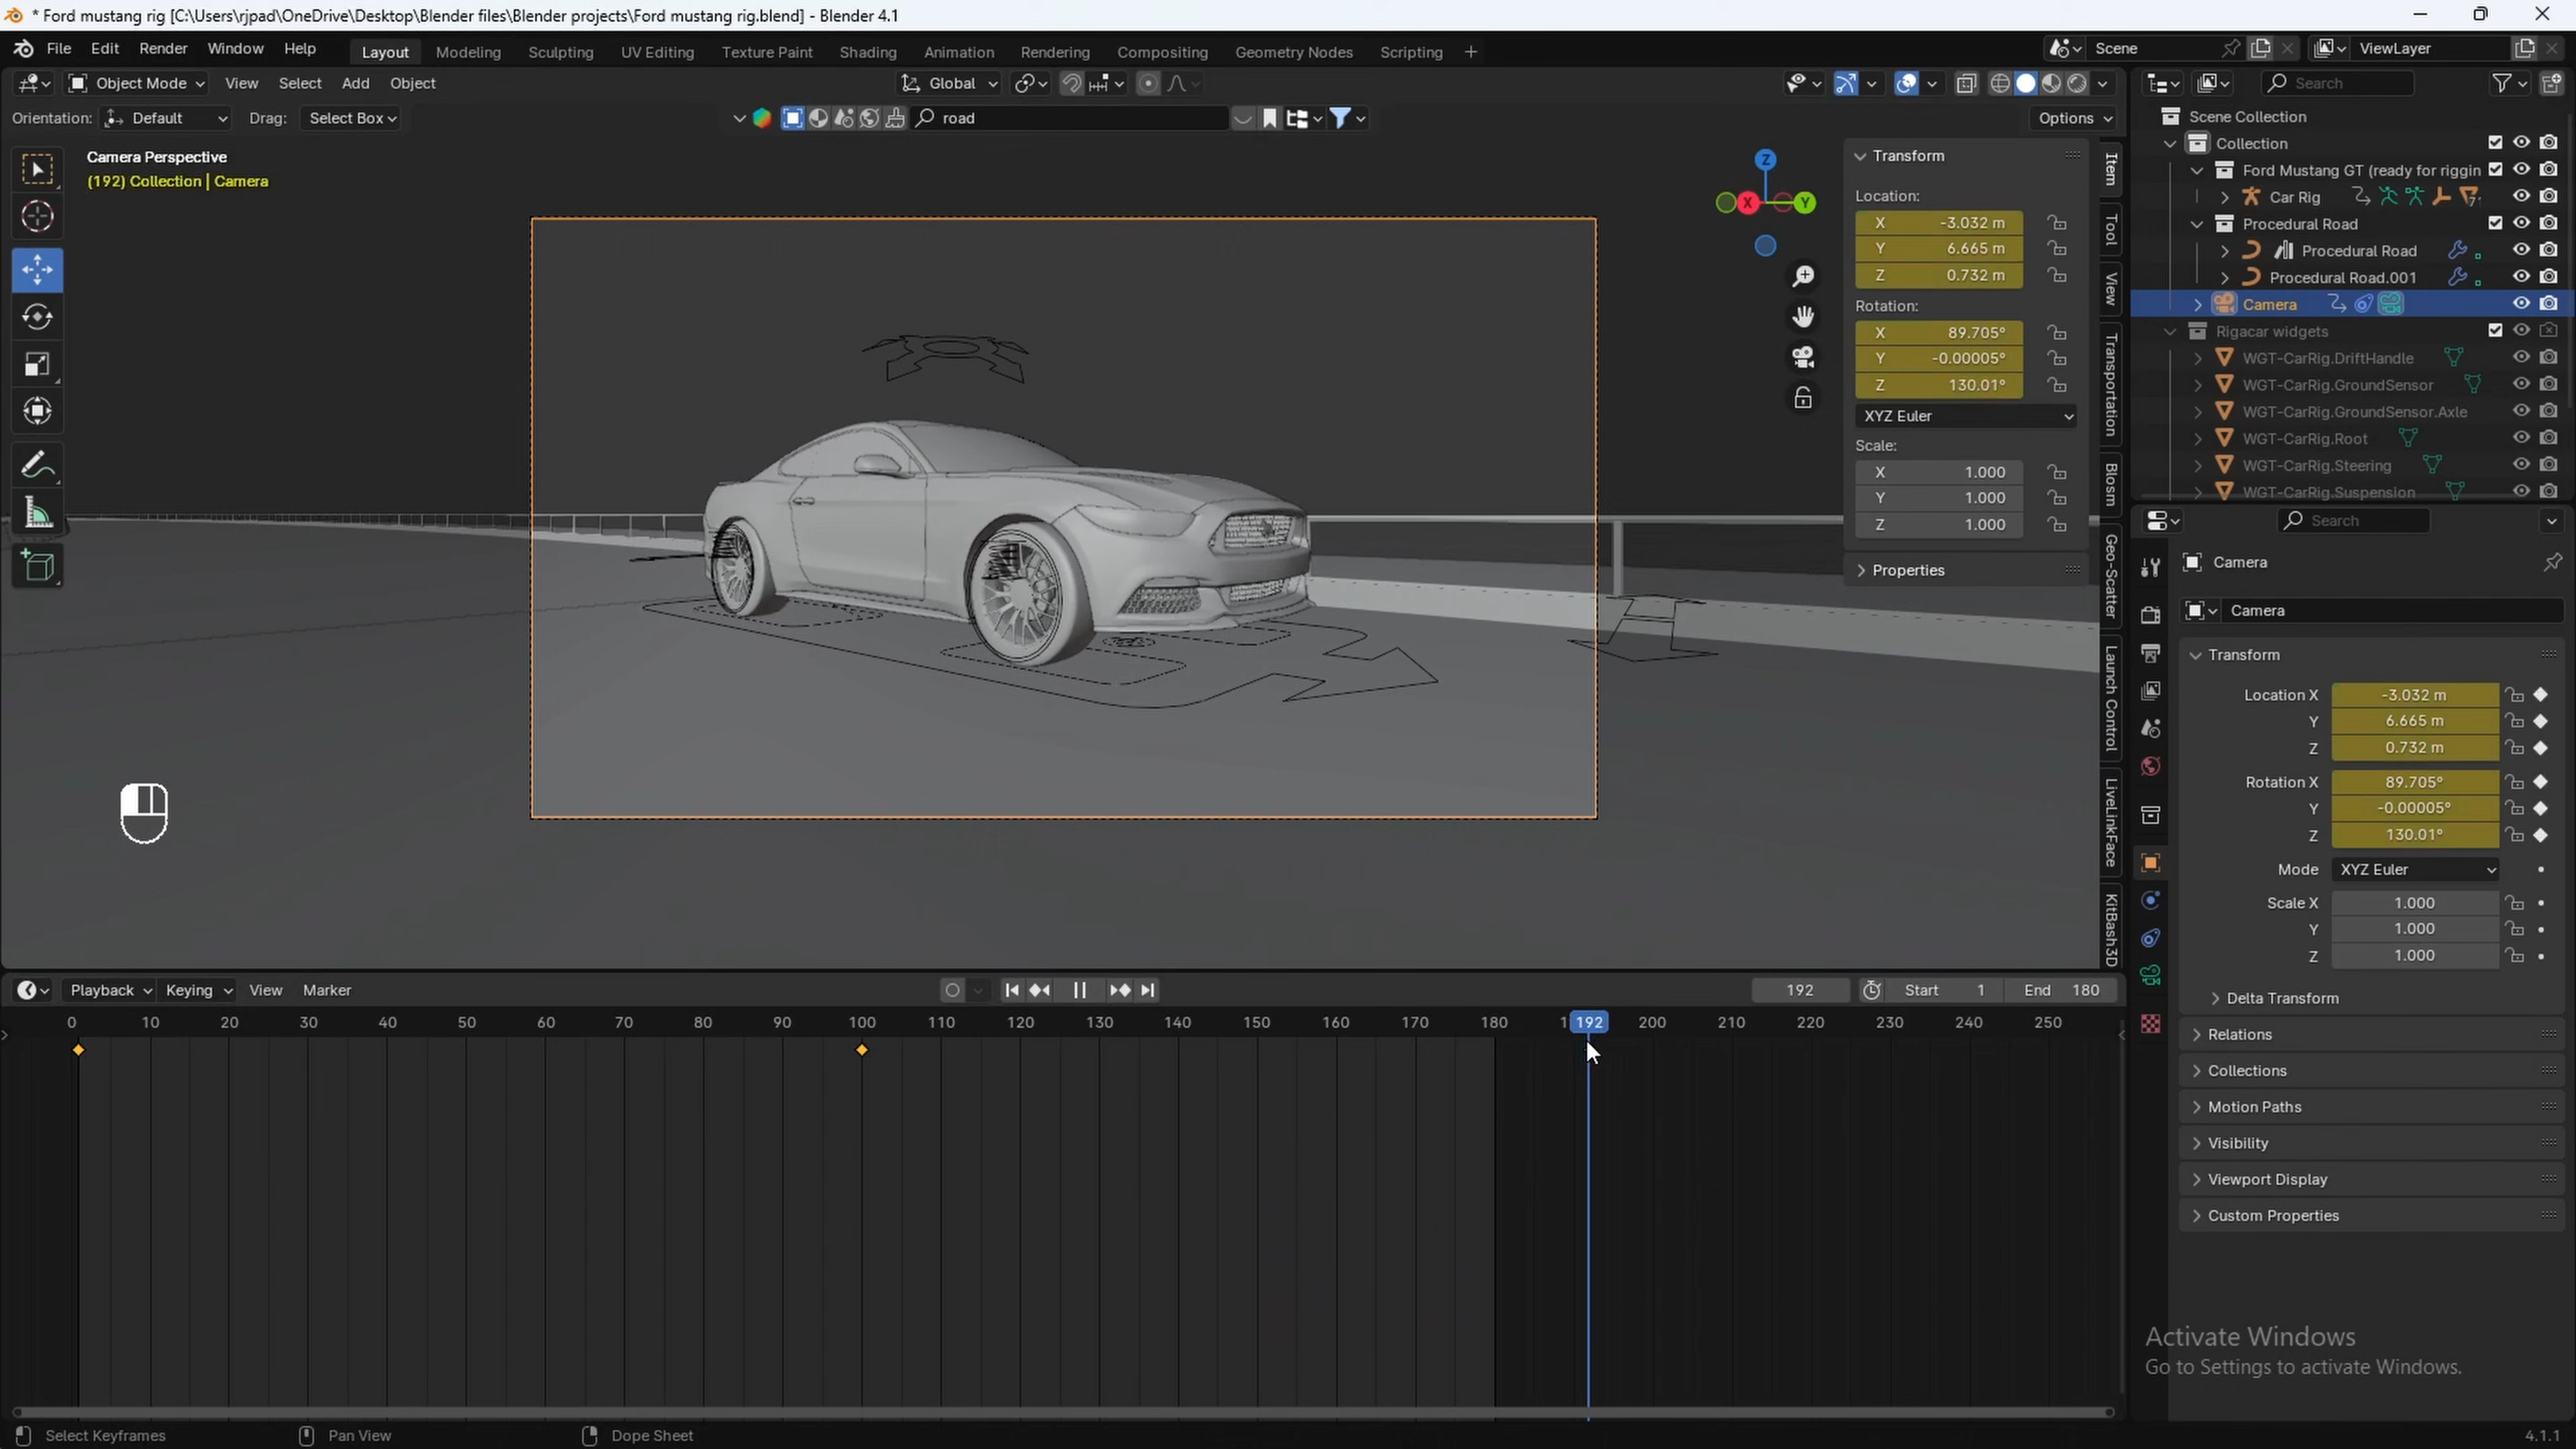 * Ford mustang rig [C:\Users\rjpad\OneDrive\Desktop\Blender files\Blender projects\Ford mustang rig.blend] - Blender 4.1
File Edit Render Window Help Layout Modeling Sculpting UV Editing Texture Paint Shading Animation Rendering Compositing Geometry Nodes Scripting + Scene ViewLayer
Object Mode View Select Add Object Global Search
Orientation: Default Drag: Select Box road Options
Scene Collection
Collection
Ford Mustang GT (ready for riggin
Car Rig
Procedural Road
Procedural Road
Procedural Road.001
Camera
Rigacar widgets
WGT-CarRig.DriftHandle
WGT-CarRig.GroundSensor
WGT-CarRig.GroundSensor.Axle
WGT-CarRig.Root
WGT-CarRig.Steering
WGT-CarRig.Suspension
Camera Perspective
(192) Collection | Camera
Z
X
Y
Transform
Location:
X -3.032 m
Y 6.665 m
Z 0.732 m
Rotation:
X 89.705°
Y -0.00005°
Z 130.01°
XYZ Euler
Scale:
X 1.000
Y 1.000
Z 1.000
Properties
Item
Tool
View
Transportation
Blosm
Geo-Scatter
Launch Control
LiveLinkFace
KitBash3D
Search
Camera
Camera
Transform
Location X -3.032 m
Y 6.665 m
Z 0.732 m
Rotation X 89.705°
Y -0.00005°
Z 130.01°
Mode XYZ Euler
Scale X 1.000
Y 1.000
Z 1.000
Delta Transform
Relations
Collections
Motion Paths
Visibility
Viewport Display
Custom Properties
Playback Keying View Marker 192 Start 1 End 180
0 10 20 30 40 50 60 70 80 90 100 110 120 130 140 150 160 170 180 1 192 200 210 220 230 240 250
Activate Windows
Go to Settings to activate Windows.
Select Keyframes Pan View Dope Sheet 4.1.1